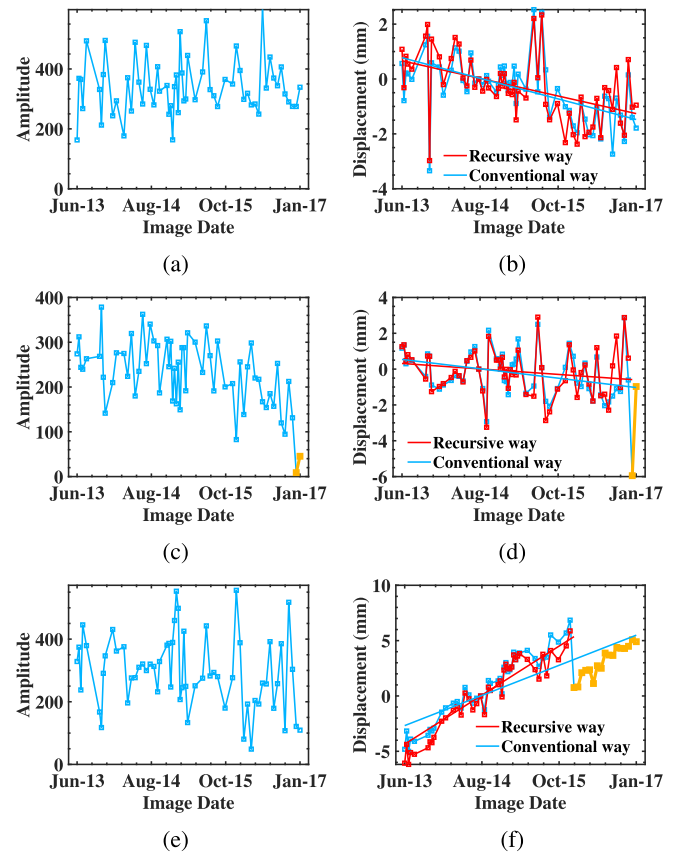 Amplitude
400
200
0
Jun-13 Aug-14 Oct-15 Jan-17
Image Date
(a)
Displacement (mm)
2
0
-2
-4
Recursive way
Conventional way
Jun-13 Aug-14 Oct-15 Jan-17
Image Date
(b)
Amplitude
400
300
200
100
0
Jun-13 Aug-14 Oct-15 Jan-17
Image Date
(c)
Displacement (mm)
4
2
0
-2
-4
-6
Recursive way
Conventional way
Jun-13 Aug-14 Oct-15 Jan-17
Image Date
(d)
Amplitude
400
200
0
Jun-13 Aug-14 Oct-15 Jan-17
Image Date
(e)
Displacement (mm)
10
5
0
-5
Recursive way
Conventional way
Jun-13 Aug-14 Oct-15 Jan-17
Image Date
(f)